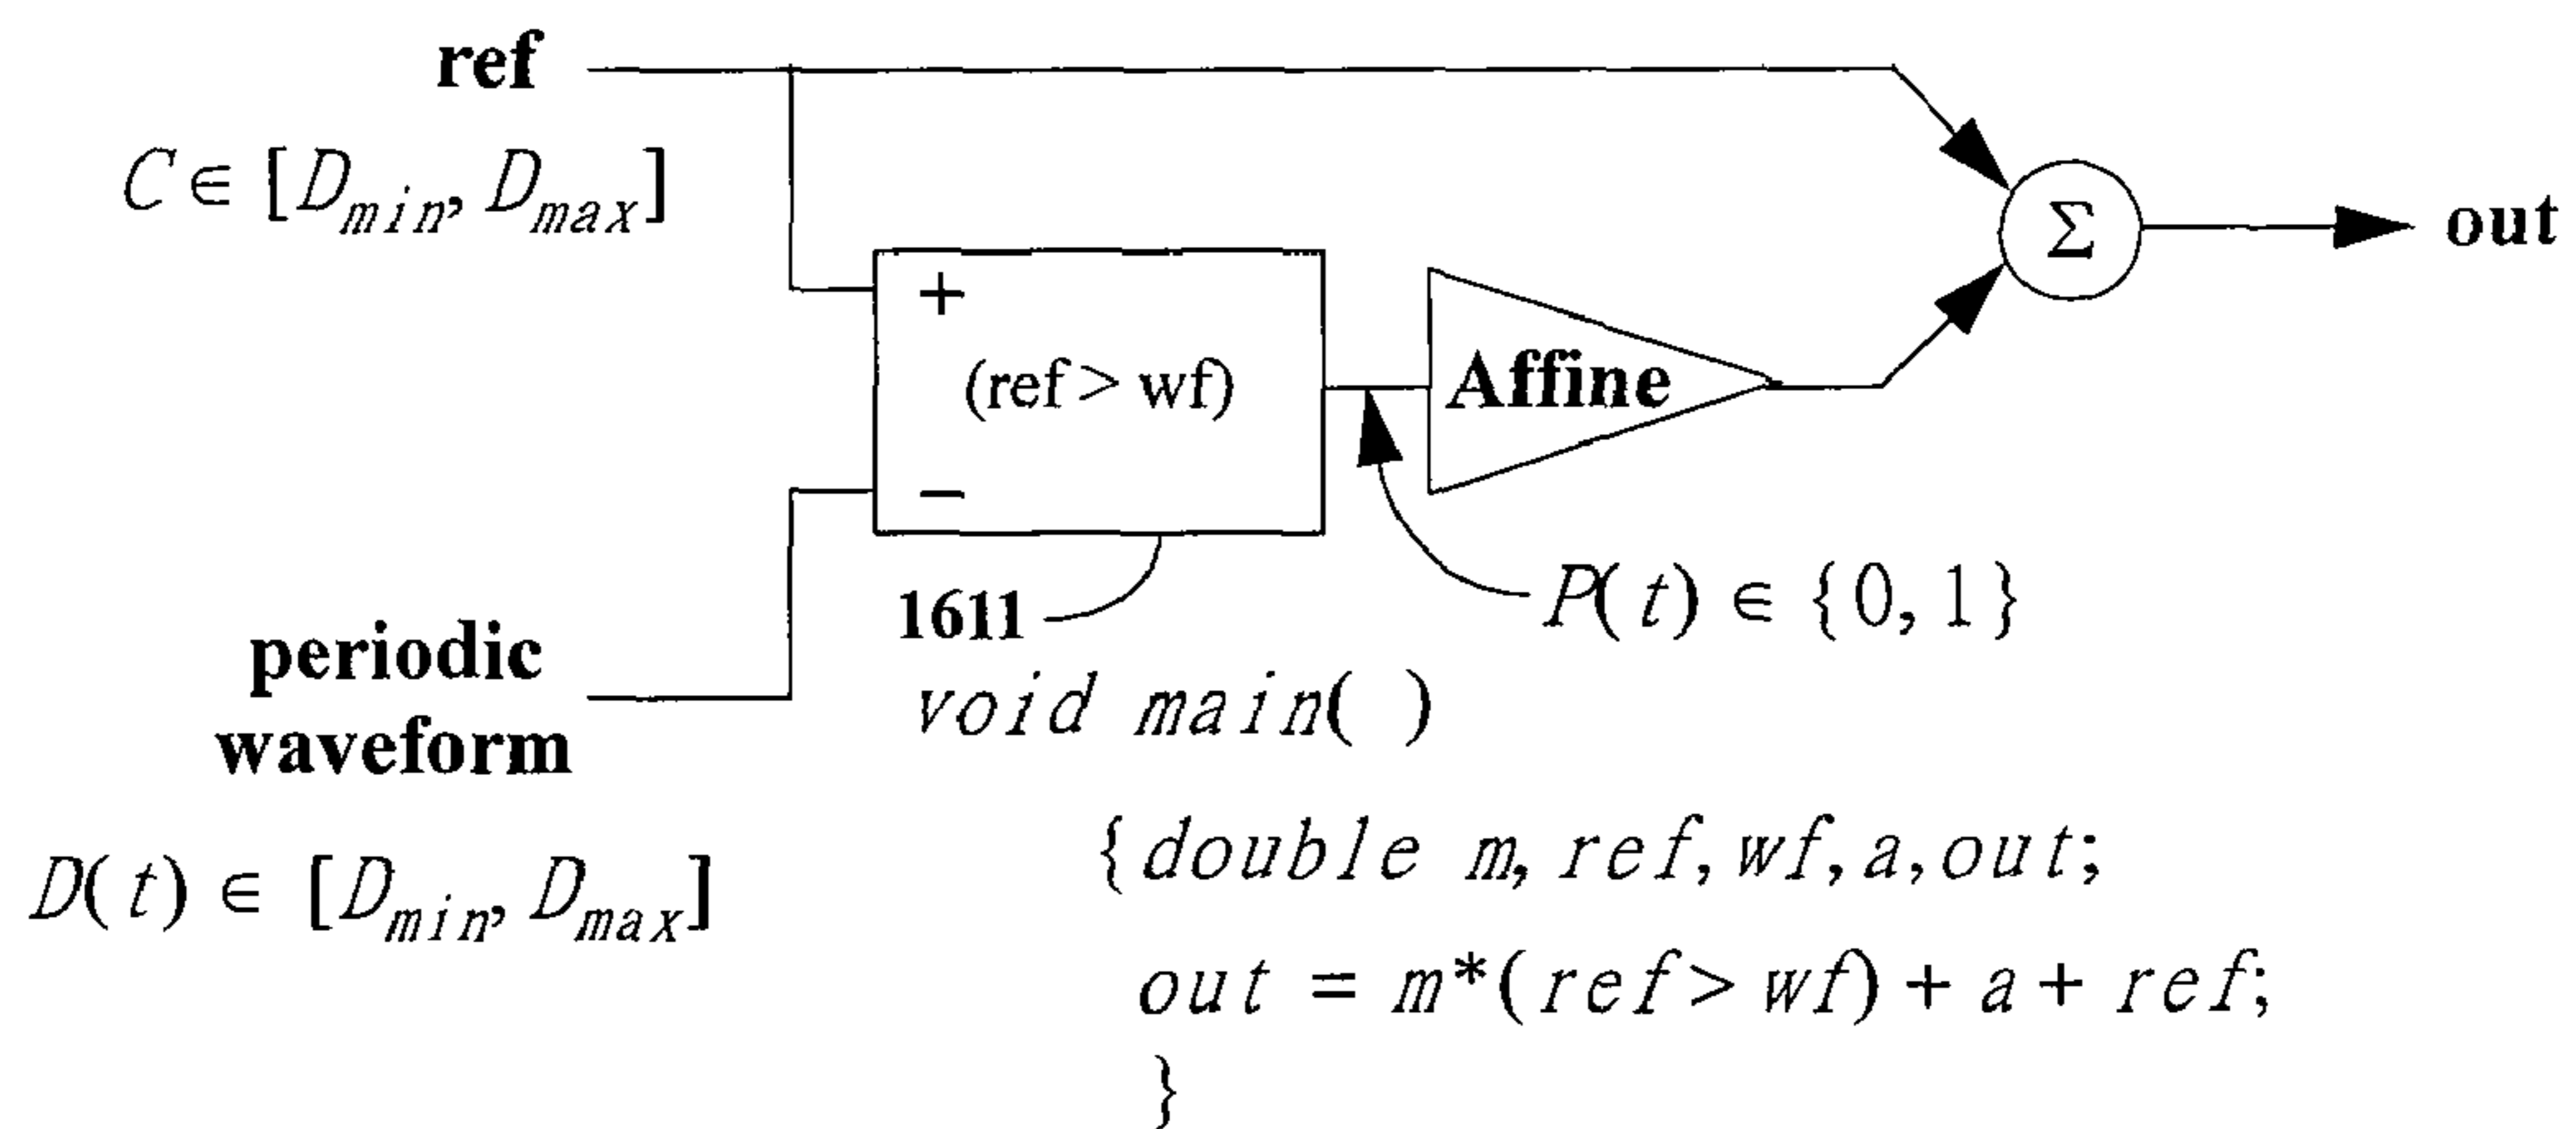 ref
C ∈ [D_min, D_max]
+
(ref > wf)
−
Affine
Σ
out
1611
P(t) ∈ {0, 1}
periodic
waveform
D(t) ∈ [D_min, D_max]
void main( )
{double m, ref, wf, a, out;
out = m*(ref > wf) + a + ref;
}